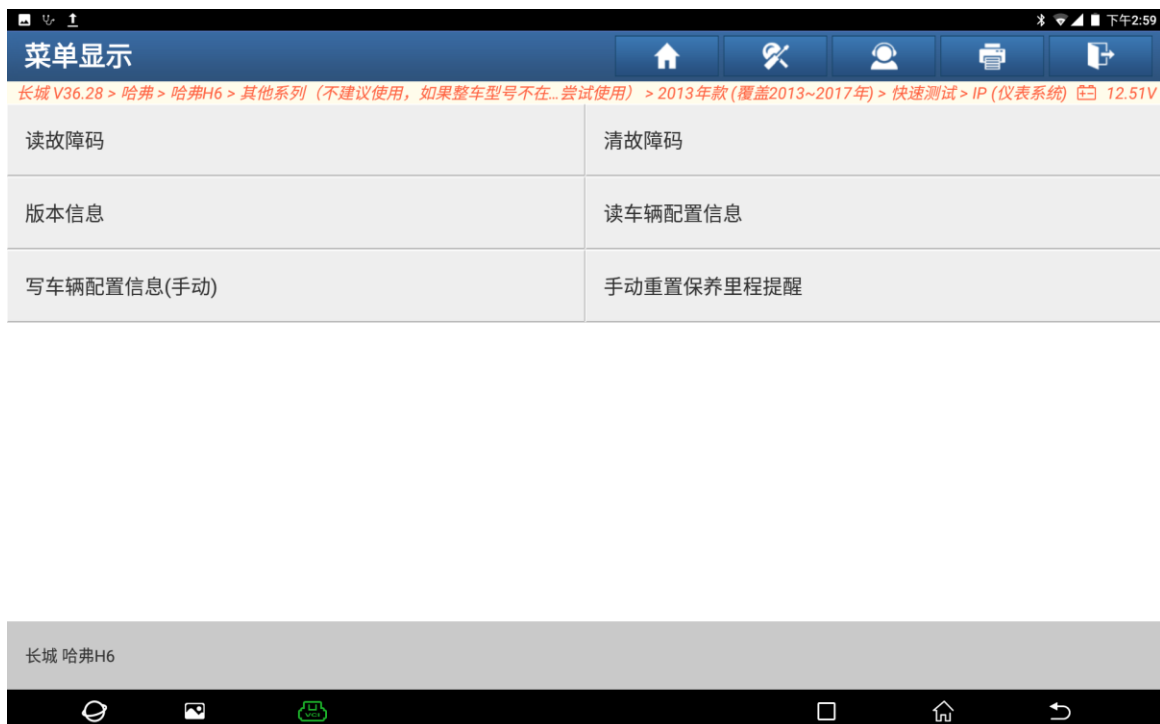 下午2:59
菜单显示
长城 V36.28 > 哈弗 > 哈弗H6 > 其他系列（不建议使用，如果整车型号不在...尝试使用）> 2013年款 (覆盖2013~2017年) > 快速测试 > IP (仪表系统) 12.51V
读故障码 清故障码
版本信息 读车辆配置信息
写车辆配置信息(手动) 手动重置保养里程提醒
长城 哈弗H6
VCI